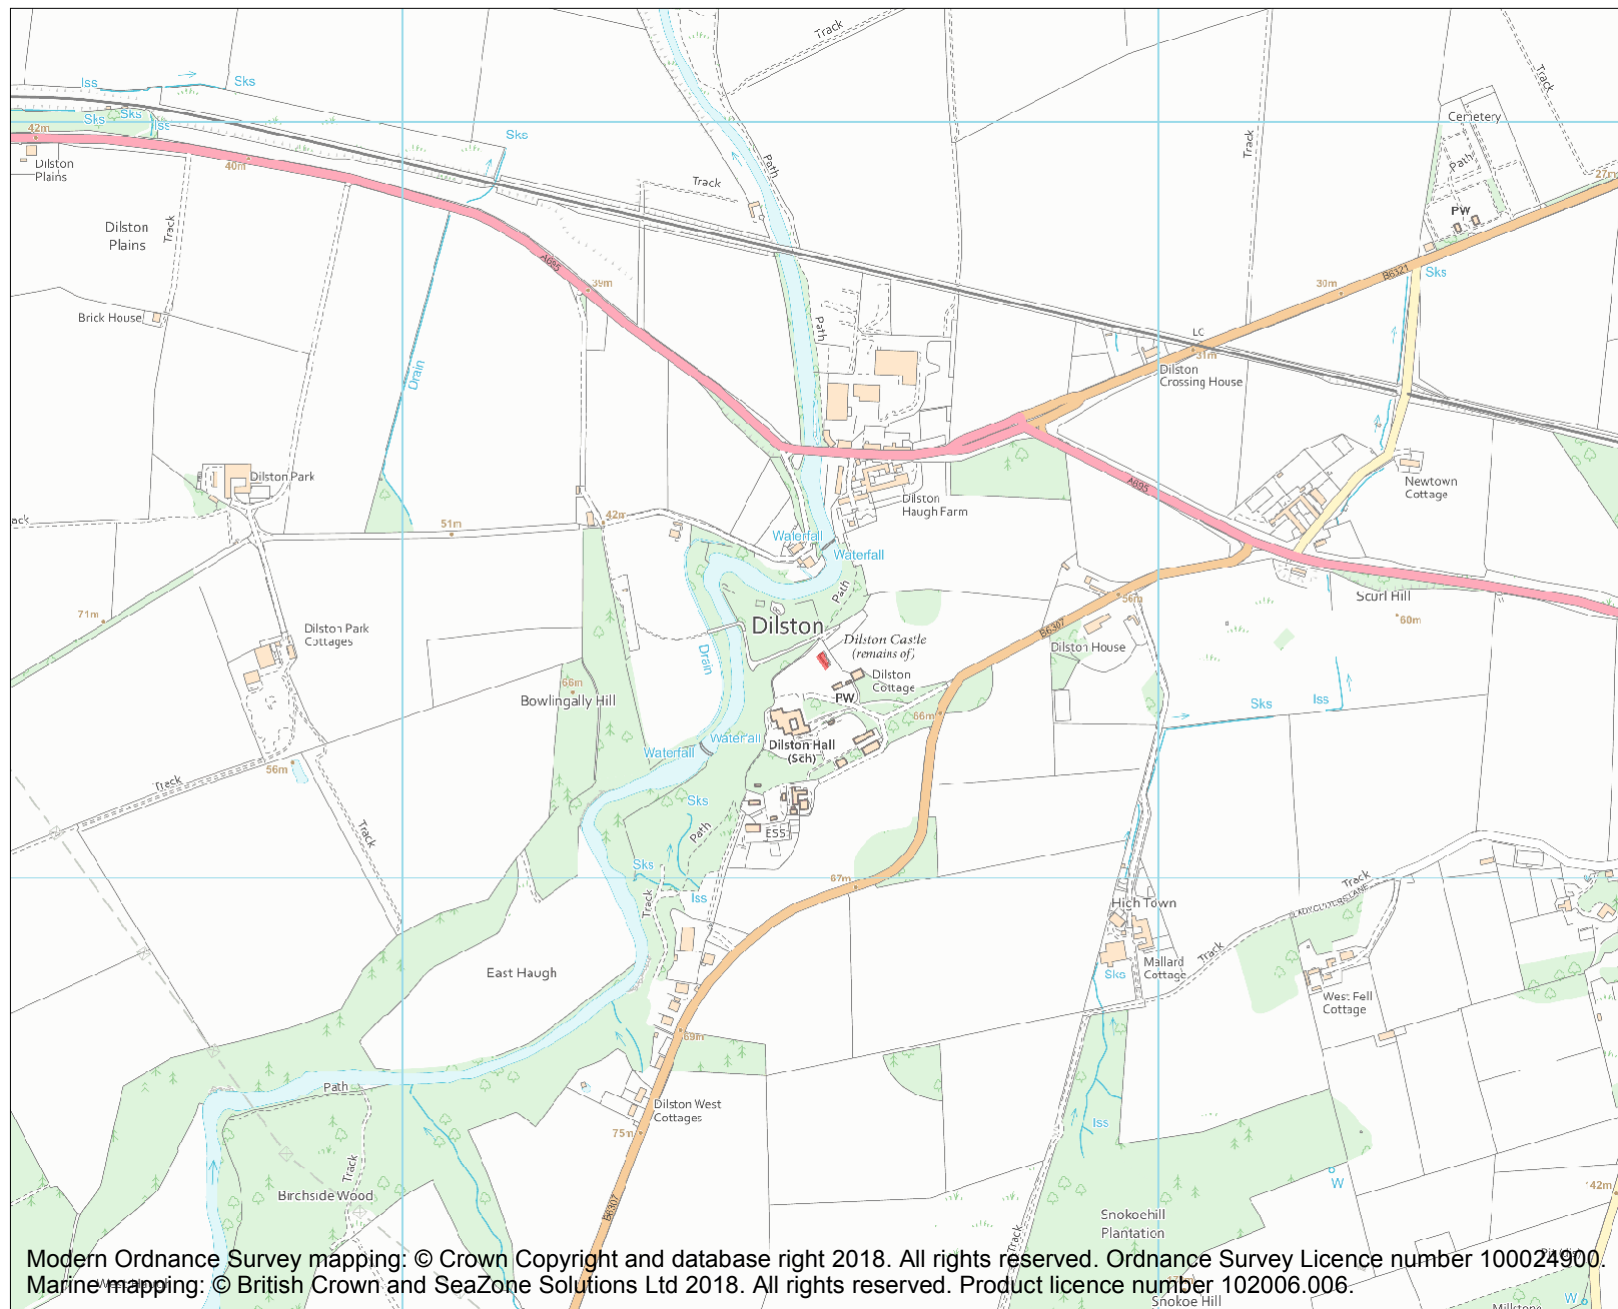 Track
Iss
Sks
Sks
Sks
Iss
42m
Dilston
Plains
40m
Sks
Path
Track
Track
Track
Cemetery
Path
27m
PW
Dilston
Plains
Track
A695
39m
B6321
Sks
30m
Brick House
Path
LC
31m
Dilston
Crossing House
Drain
Dilston Park
A695
Newtown
Cottage
Dilston
Haugh Farm
51m
42m
Waterfall
Waterfall
71m
Path
56m
Scurl Hill
60m
Dilston Park
Cottages
Dilston
Dilston Castle
(remains of)
B6307
Dilston House
Drain
Dilston
Cottage
66m
Bowlingally Hill
PW
66m
Sks
Iss
Waterfall
Waterfall
Dilston Hall
(Sch)
56m
Track
Sks
Track
Path
ESS
Sks
67m
Track
Iss
Track
LADYCUTTERS LANE
High Town
East Haugh
Track
Mallard
Cottage
Sks
West Fell
Cottage
69m
Path
Dilston West
Cottages
75m
Iss
Track
Birchside Wood
W
142m
B6307
Snokoehill
Plantation
Track
Modern Ordnance Survey mapping: © Crown Copyright and database right 2018. All rights reserved. Ordnance Survey Licence number 100024900.
Marine mapping: © British Crown and SeaZone Solutions Ltd 2018. All rights reserved. Product licence number 102006.006.
Snokoe Hill
W